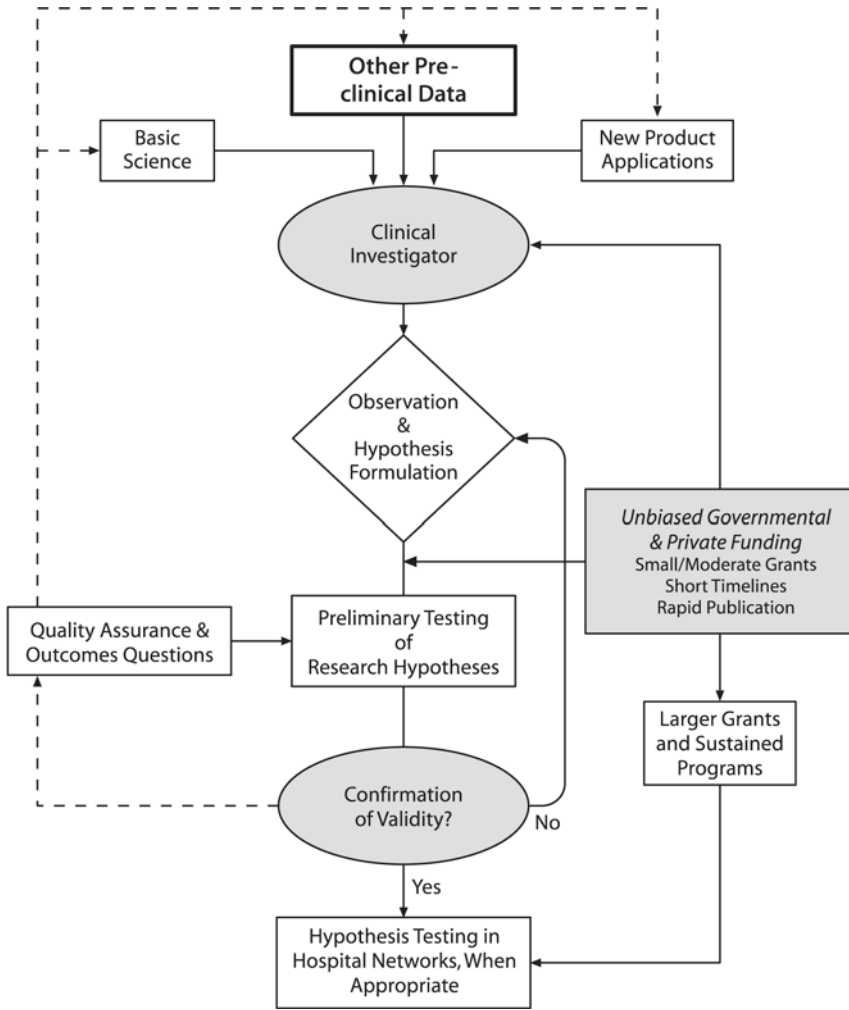 Other Pre-
clinical Data
Basic
Science
New Product
Applications
Clinical
Investigator
Observation
&
Hypothesis
Formulation
Unbiased Governmental
& Private Funding
Small/Moderate Grants
Short Timelines
Rapid Publication
Quality Assurance &
Outcomes Questions
Preliminary Testing
of
Research Hypotheses
Larger Grants
and Sustained
Programs
Confirmation
of Validity?
No
Yes
Hypothesis Testing in
Hospital Networks, When
Appropriate